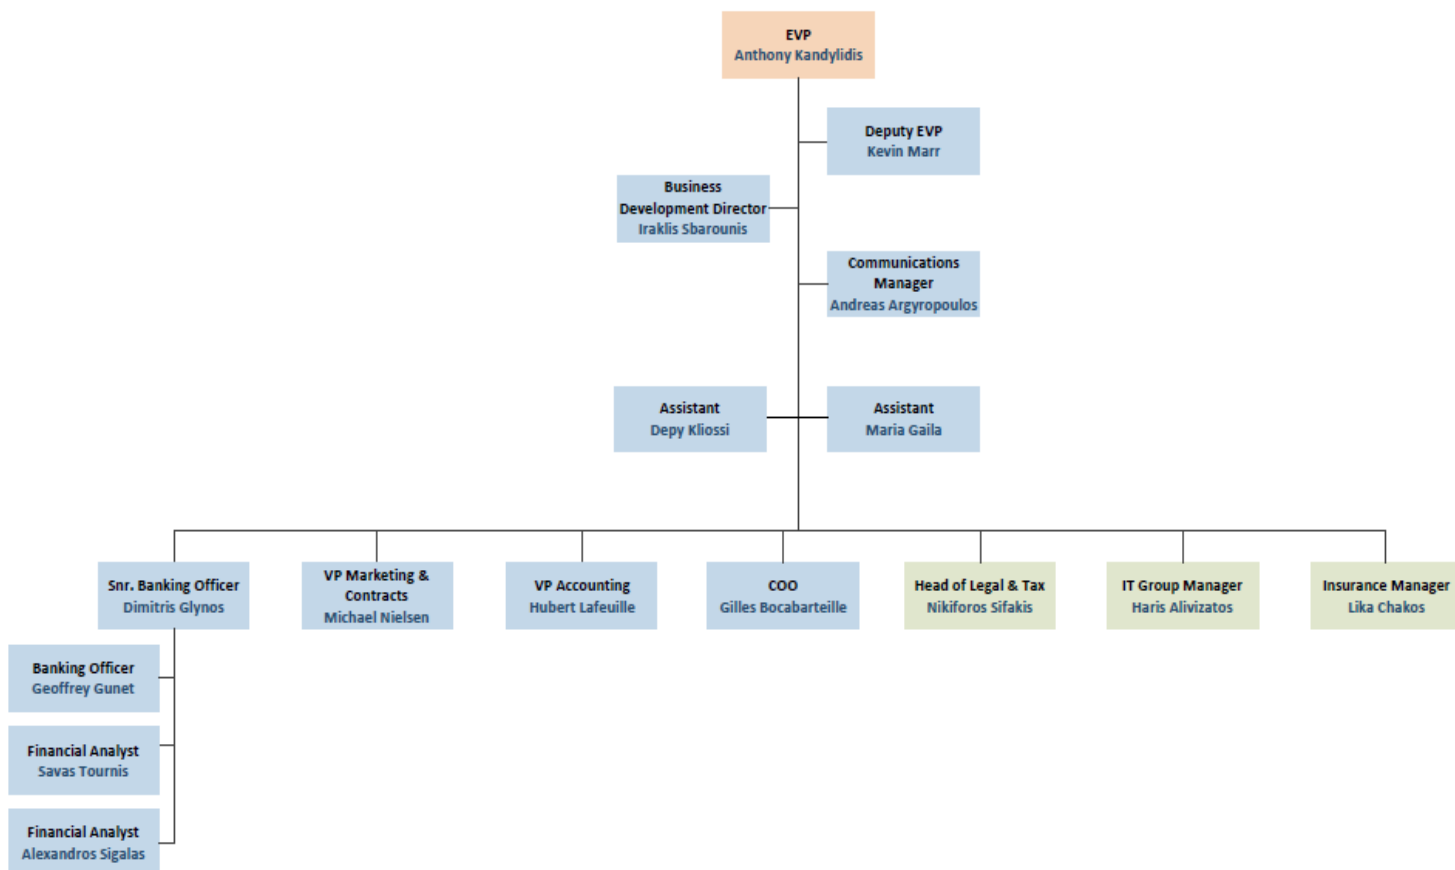 EVP
Anthony Kandylidis
Deputy EVP
Kevin Marr
Business
Development Director
Iraklis Sbarounis
Communications
Manager
Andreas Argyropoulos
Assistant
Depy Kliossi
Assistant
Maria Gaila
Snr. Banking Officer
Dimitris Glynos
VP Marketing &
Contracts
Michael Nielsen
VP Accounting
Hubert Lafeuille
COO
Gilles Bocabarteille
Head of Legal & Tax
Nikiforos Sifakis
IT Group Manager
Haris Alivizatos
Insurance Manager
Lika Chakos
Banking Officer
Geoffrey Gunet
Financial Analyst
Savas Tournis
Financial Analyst
Alexandros Sigalas